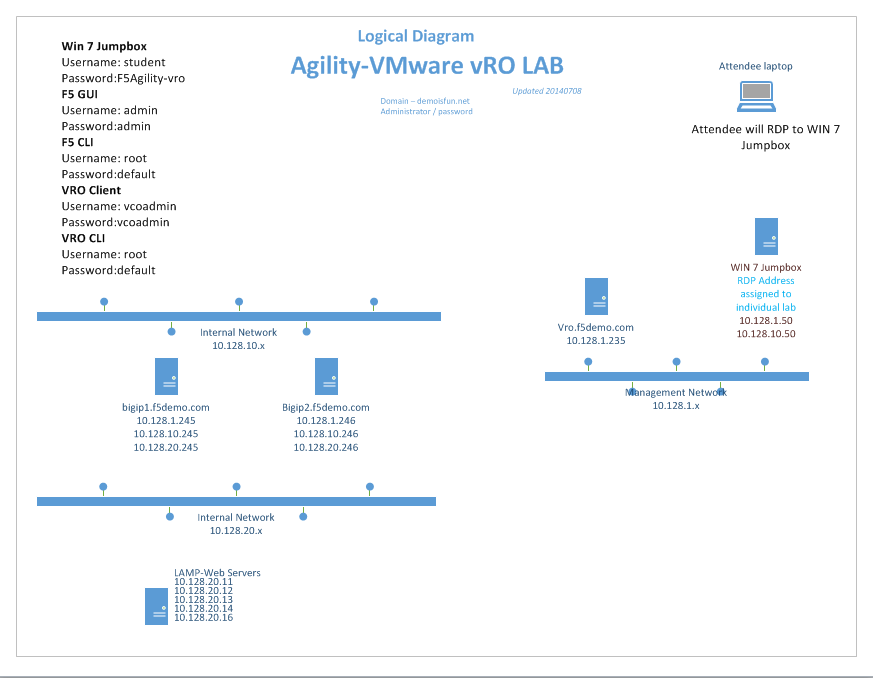 Logical Diagram
Agility-VMware vRO LAB
Updated 20140708
Domain – demoisfun.net
Administrator / password
Win 7 Jumpbox
Username: student
Password:F5Agility-vro
F5 GUI
Username: admin
Password:admin
F5 CLI
Username: root
Password:default
VRO Client
Username: vcoadmin
Password:vcoadmin
VRO CLI
Username: root
Password:default
Attendee laptop
Attendee will RDP to WIN 7
Jumpbox
WIN 7 Jumpbox
RDP Address
assigned to
individual lab
10.128.1.50
10.128.10.50
Vro.f5demo.com
10.128.1.235
Management Network
10.128.1.x
Internal Network
10.128.10.x
bigip1.f5demo.com
10.128.1.245
10.128.10.245
10.128.20.245
Bigip2.f5demo.com
10.128.1.246
10.128.10.246
10.128.20.246
Internal Network
10.128.20.x
LAMP-Web Servers
10.128.20.11
10.128.20.12
10.128.20.13
10.128.20.14
10.128.20.16